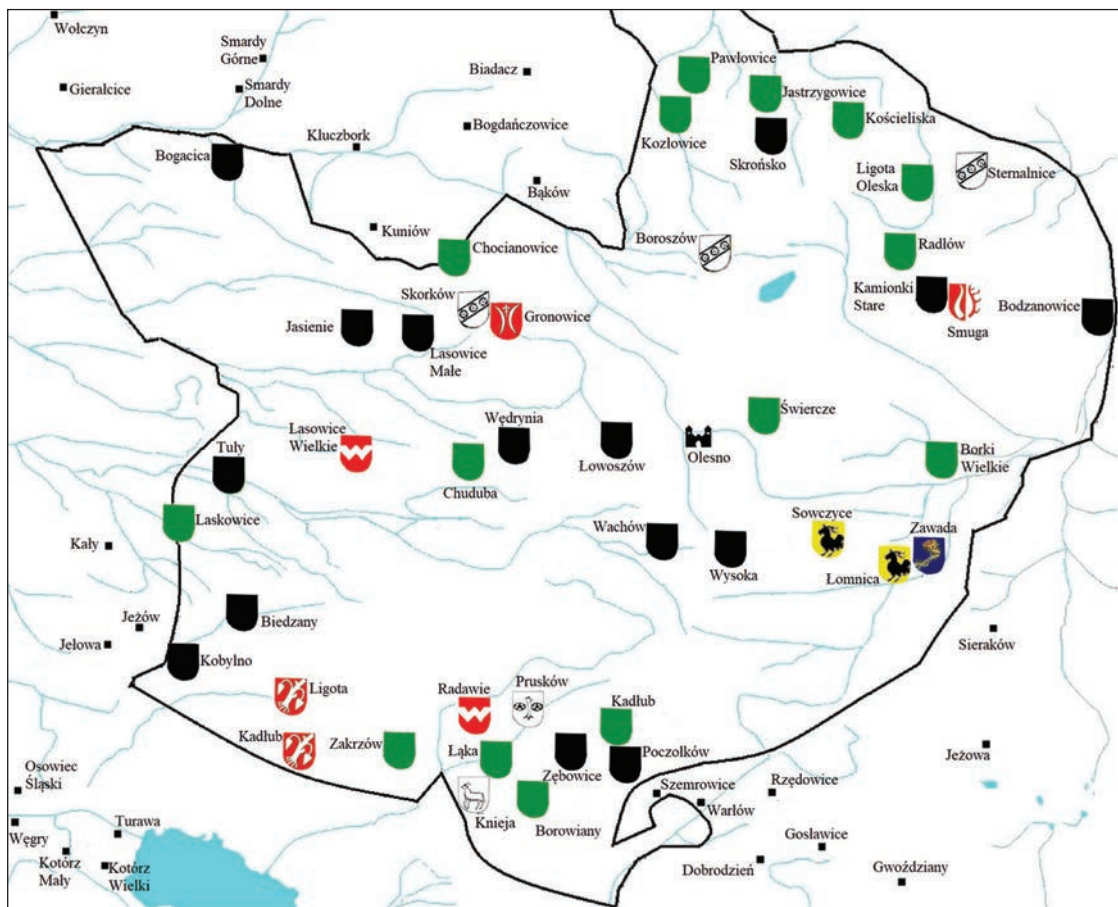 Wołczyn
Smardy
Górne
Gierałcice
Smardy
Dolne
Biadacz
Pawłowice
Jastrzygowice
Bogdańczowice
Kozłowice
Kościeliska
Kluczbork
Skrońsko
Bogacica
Ligota
Oleska
Sternalnice
Bąków
Kuniów
Chocianowice
Boroszów
Radłów
Skorków
Kamionki
Stare
Bodzanowice
Jasienie
Gronowice
Smuga
Lasowice
Małe
Wędrynia
Świercze
Lasowice
Wielkie
Tuły
Łowoszów
Olesno
Borki
Wielkie
Chuduba
Laskowice
Sowczyce
Zawada
Wachów
Kały
Wysoka
Łomnica
Biedzany
Jeżów
Jełowa
Sieraków
Kobylno
Ligota
Radawie
Prusków
Kadłub
Kadłub
Zakrzów
Łąka
Poczołków
Jeżowa
Zębowice
Osowiec
Śląski
Szemrowice
Rzędowice
Knieja
Borowiany
Warłów
Węgry
Turawa
Gosławice
Kotórz
Mały
Kotórz
Wielki
Dobrodzień
Gwoździany